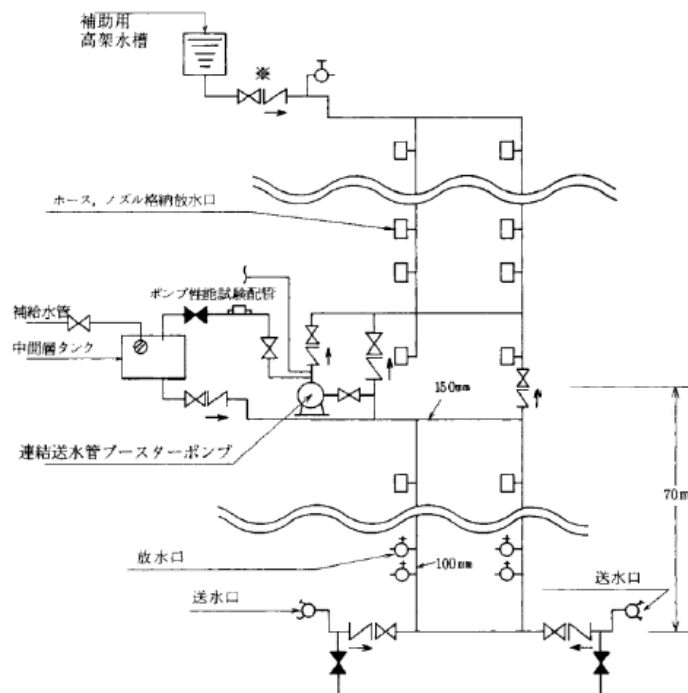 補助用
高架水槽
※
ホース，ノズル格納放水口
ポンプ性能試験配管
補給水管
中間層タンク
150mm
連結送水管ブースターポンプ
70m
放水口
100mm
送水口
送水口